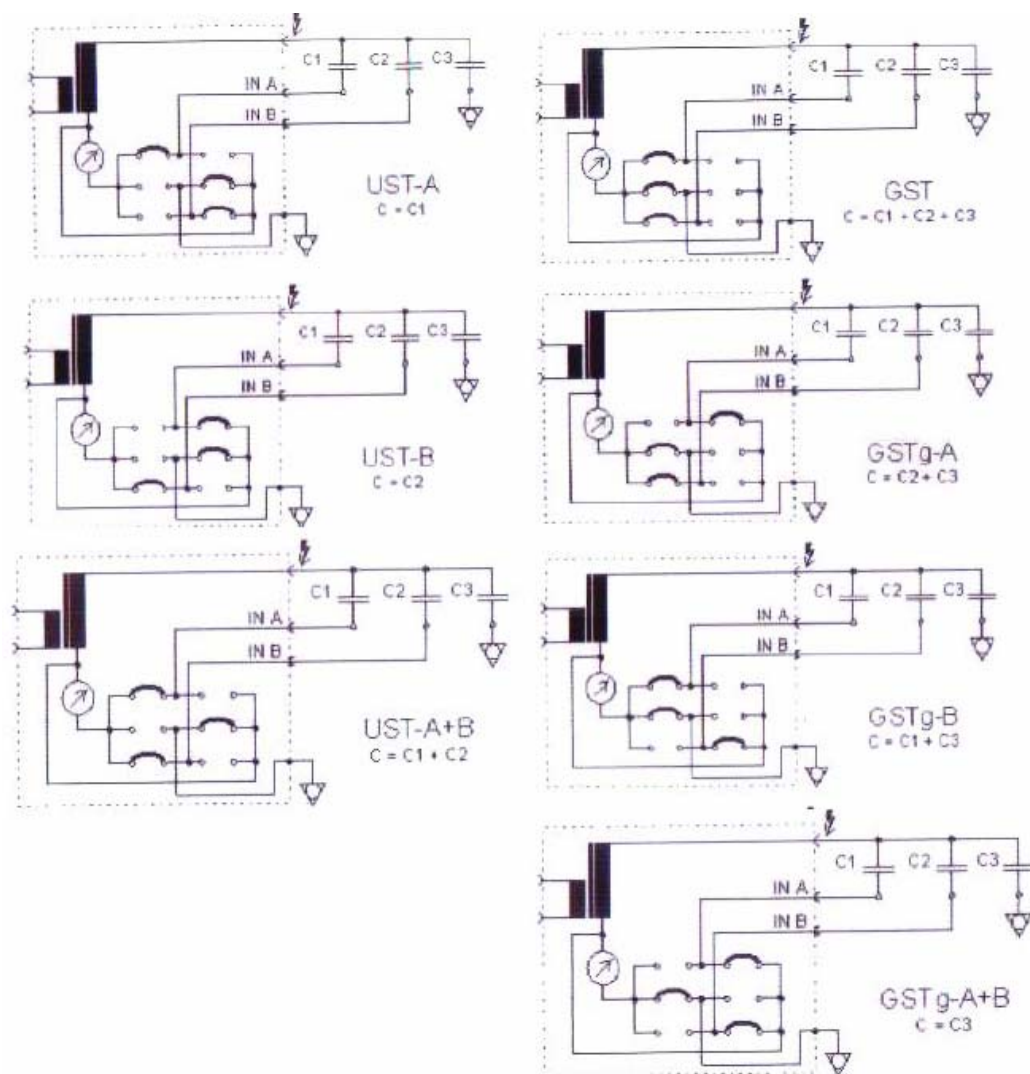 C1 C2 C3
IN A
IN B
UST-A
C = C1
C1 C2 C3
IN A
IN B
GST
C = C1 + C2 + C3
C1 C2 C3
IN A
IN B
UST-B
C = C2
C1 C2 C3
IN A
IN B
GSTg-A
C = C2 + C3
C1 C2 C3
IN A
IN B
UST-A+B
C = C1 + C2
C1 C2 C3
IN A
IN B
GSTg-B
C = C1 + C3
C1 C2 C3
IN A
IN B
GSTg-A+B
C = C3